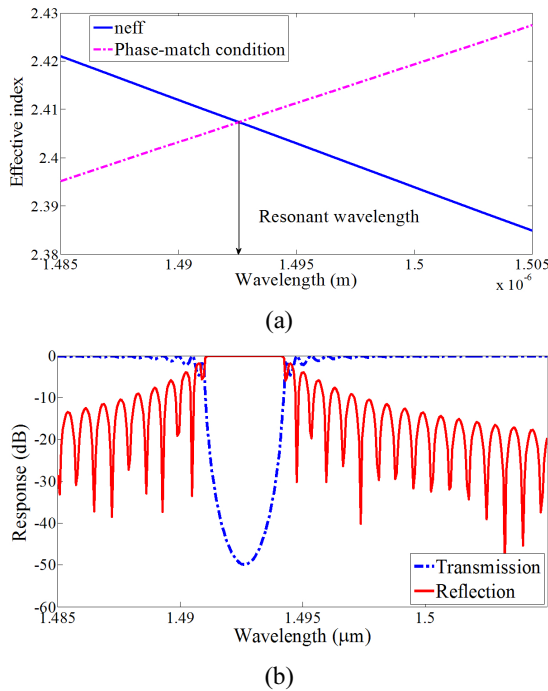 2.43
2.42
2.41
2.4
2.39
2.38
Effective index
neff
Phase-match condition
Resonant wavelength
1.485 1.49 1.495 1.5 1.505
x 10^-6
Wavelength (m)
(a)
0
-10
-20
-30
-40
-50
-60
Response (dB)
Transmission
Reflection
1.485 1.49 1.495 1.5
Wavelength (μm)
(b)